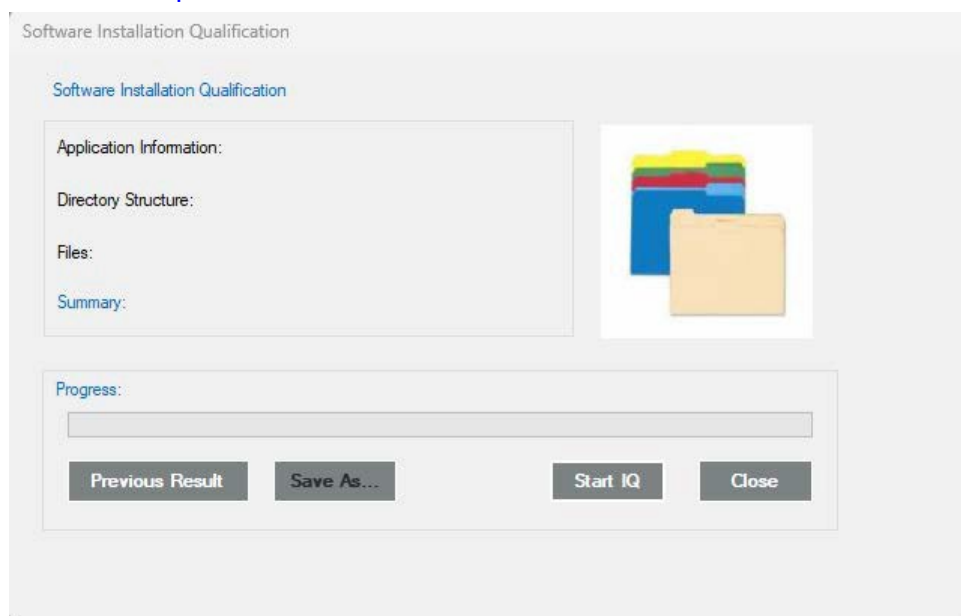 Software Installation Qualification
Software Installation Qualification
Application Information:
Directory Structure:
Files:
Summary:
Progress:
Previous Result Save As... Start IQ Close